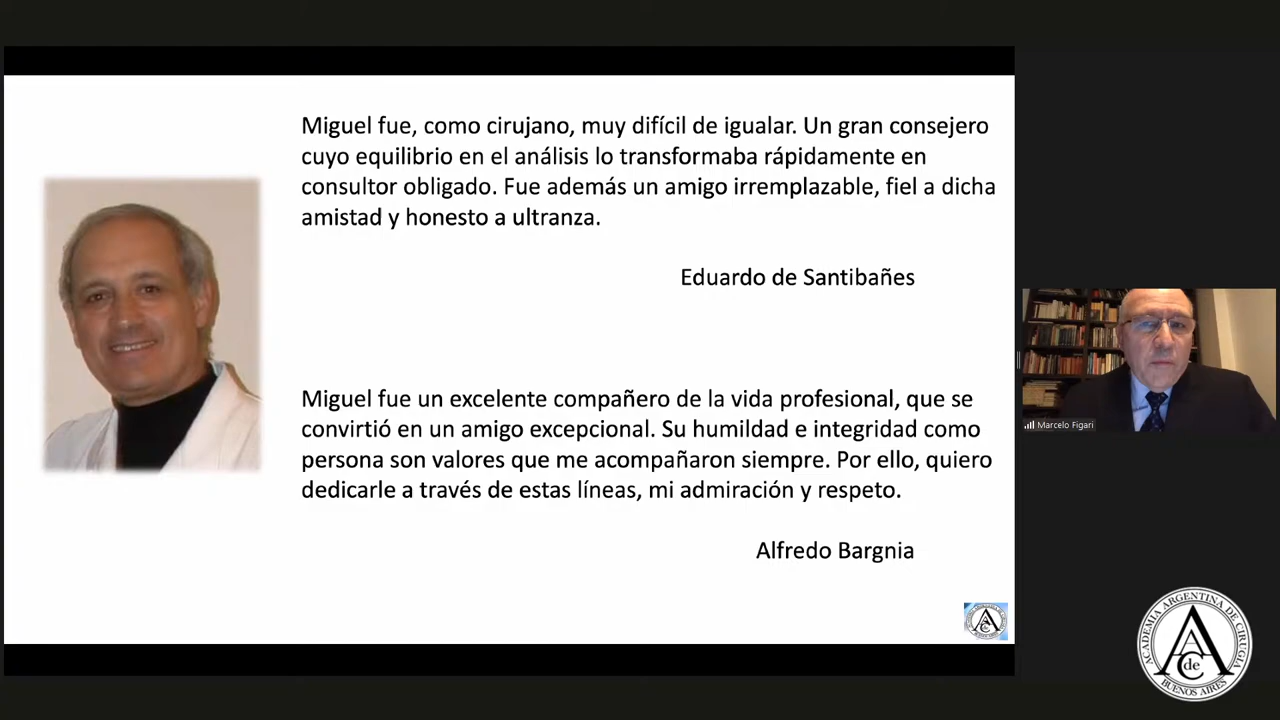 Miguel fue, como cirujano, muy difícil de igualar. Un gran consejero
cuyo equilibrio en el análisis lo transformaba rápidamente en
consultor obligado. Fue además un amigo irremplazable, fiel a dicha
amistad y honesto a ultranza.
Eduardo de Santibañes
Miguel fue un excelente compañero de la vida profesional, que se
convirtió en un amigo excepcional. Su humildad e integridad como
persona son valores que me acompañaron siempre. Por ello, quiero
dedicarle a través de estas líneas, mi admiración y respeto.
Alfredo Bargnia
Marcelo Figari
ACADEMIA ARGENTINA DE CIRUGÍA
A de C
BUENOS AIRES